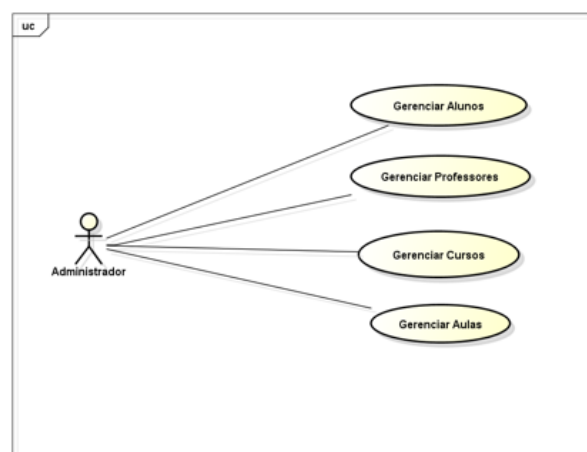 uc
Gerenciar Alunos
Gerenciar Professores
Administrador
Gerenciar Cursos
Gerenciar Aulas